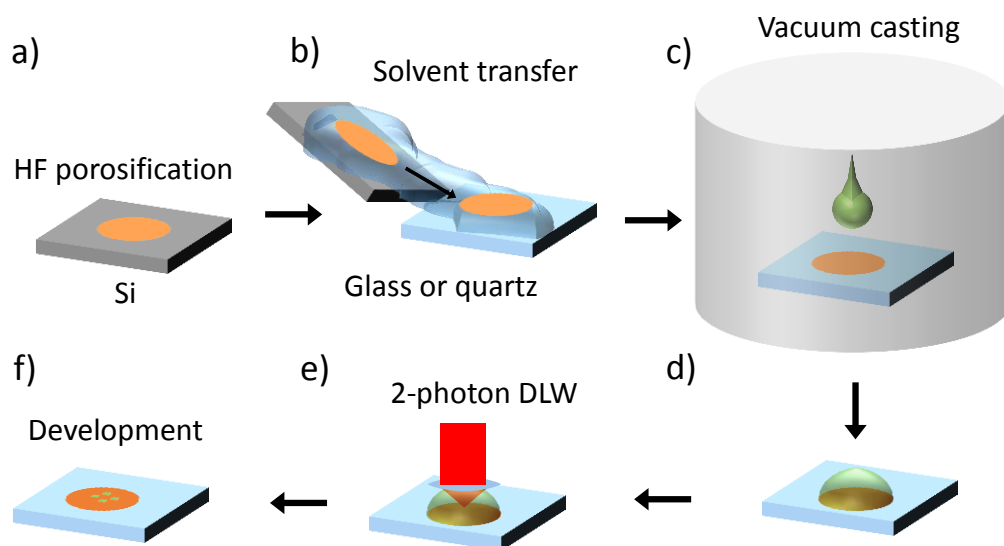 a)
HF porosification
Si
b)
Solvent transfer
Glass or quartz
c)
Vacuum casting
d)
e)
2-photon DLW
f)
Development